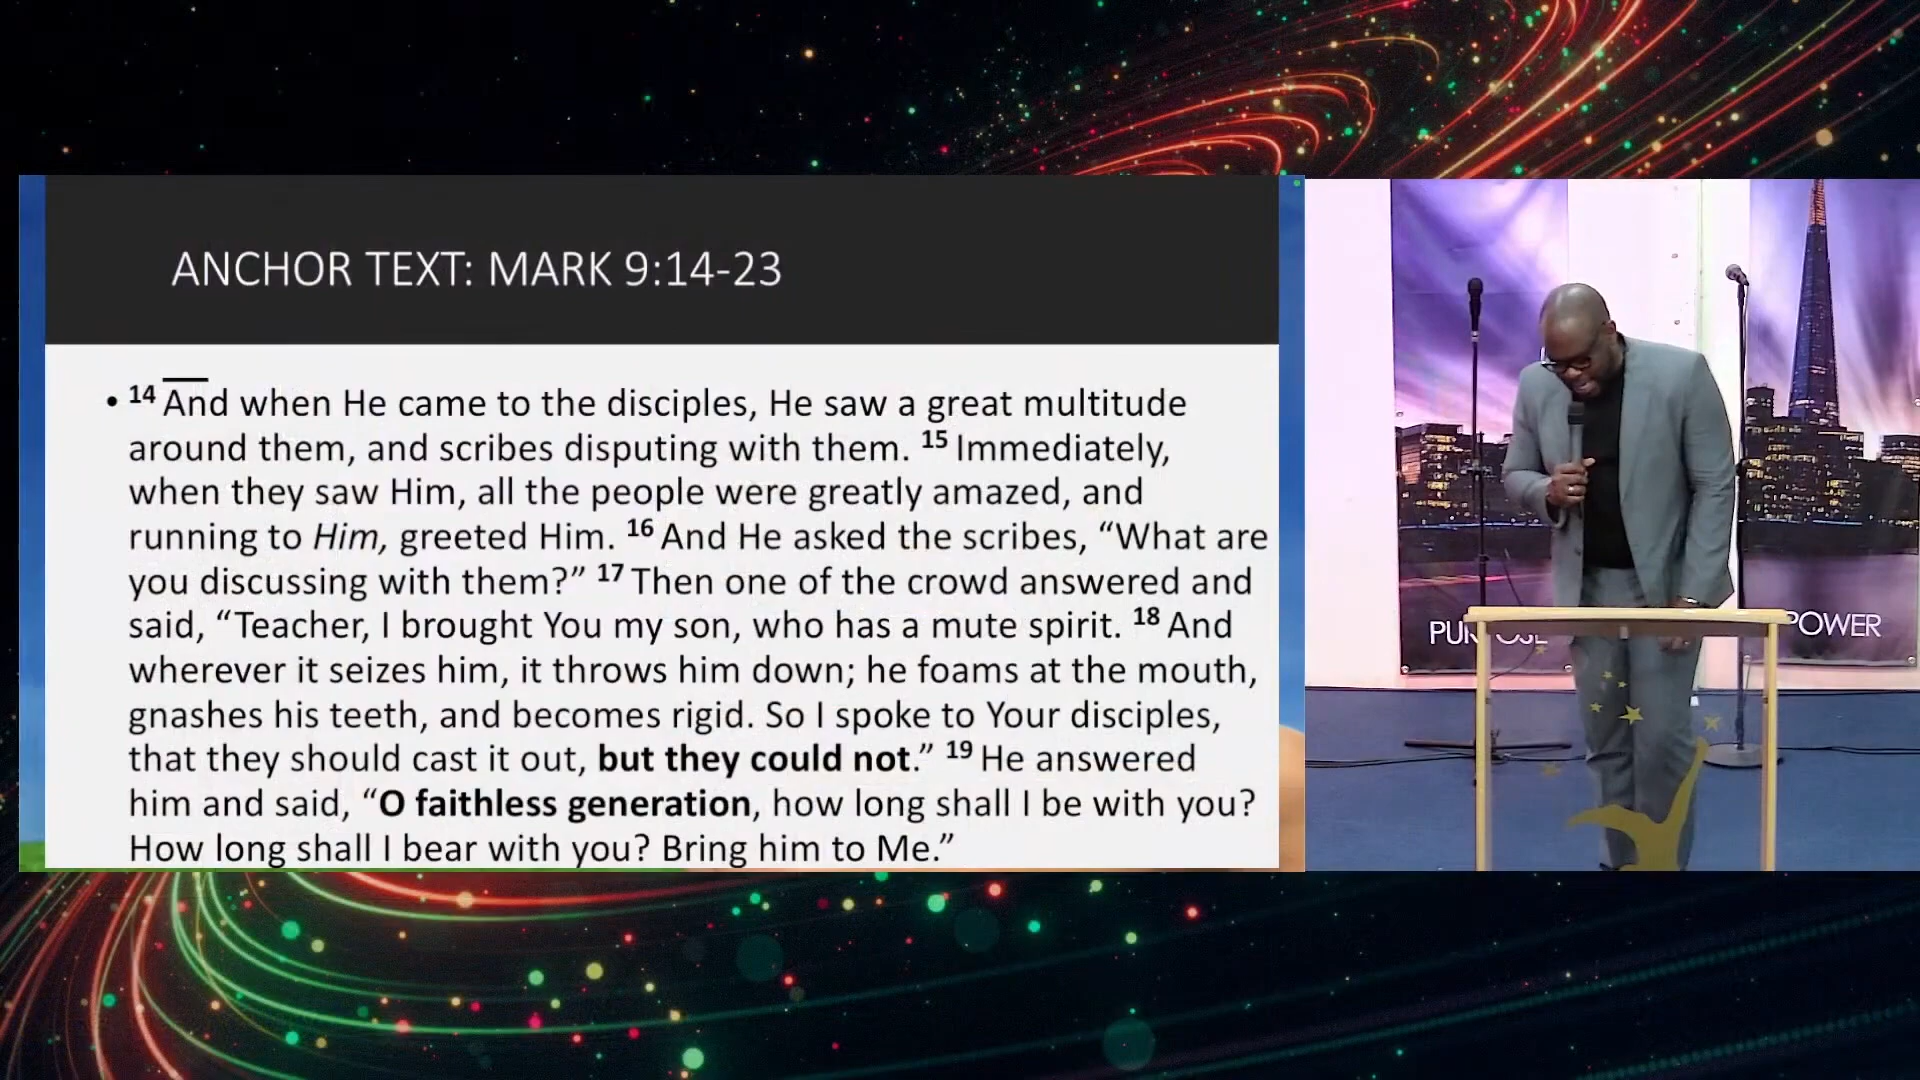 ANCHOR TEXT: MARK 9:14-23
• 14 And when He came to the disciples, He saw a great multitude
around them, and scribes disputing with them. 15 Immediately,
when they saw Him, all the people were greatly amazed, and
running to Him, greeted Him. 16 And He asked the scribes, “What are
you discussing with them?” 17 Then one of the crowd answered and
said, “Teacher, I brought You my son, who has a mute spirit. 18 And
wherever it seizes him, it throws him down; he foams at the mouth,
gnashes his teeth, and becomes rigid. So I spoke to Your disciples,
that they should cast it out, but they could not.” 19 He answered
him and said, “O faithless generation, how long shall I be with you?
How long shall I bear with you? Bring him to Me.”
PURPOSE
POWER